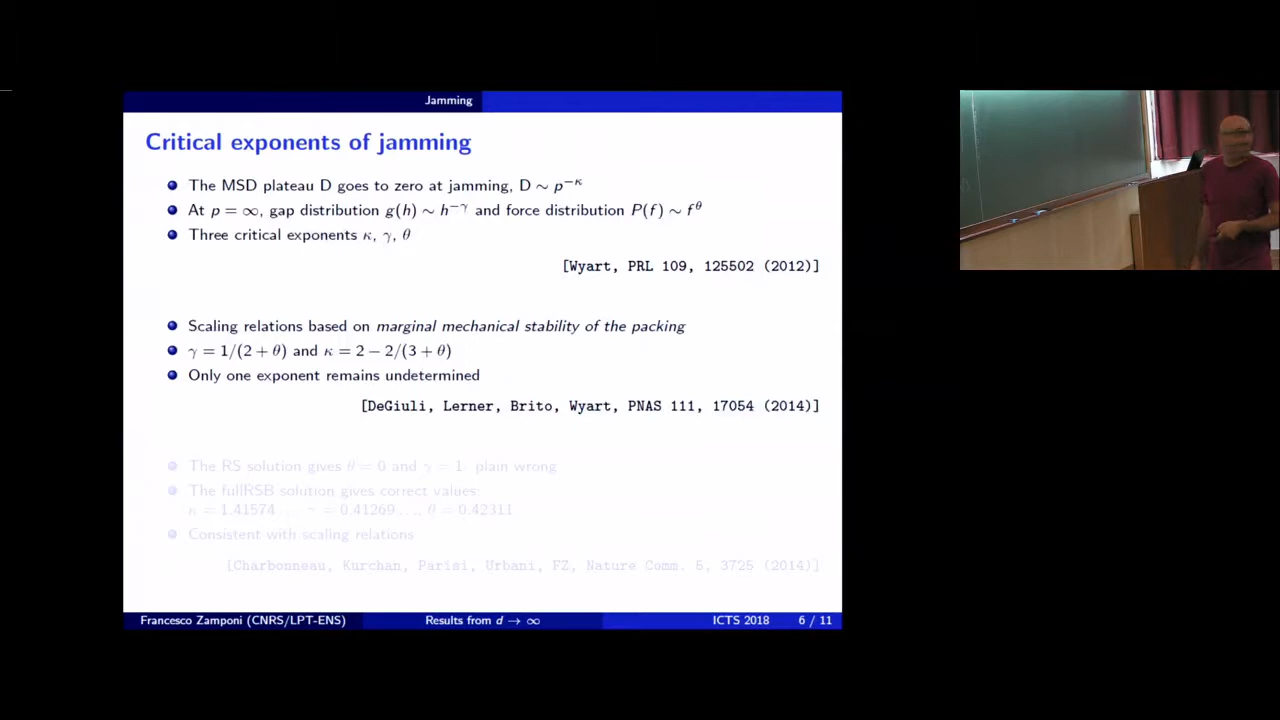 Jamming
Critical exponents of jamming
The MSD plateau D goes to zero at jamming, D ∼ p^{−κ}
At p = ∞, gap distribution g(h) ∼ h^{−γ} and force distribution P(f) ∼ f^θ
Three critical exponents κ, γ, θ
[Wyart, PRL 109, 125502 (2012)]
Scaling relations based on marginal mechanical stability of the packing
γ = 1/(2 + θ) and κ = 2 − 2/(3 + θ)
Only one exponent remains undetermined
[DeGiuli, Lerner, Brito, Wyart, PNAS 111, 17054 (2014)]
The RS solution gives θ = 0 and γ = 1 plain wrong
The fullRSB solution gives correct values:
κ = 1.41574..., γ = 0.41269..., θ = 0.42311
Consistent with scaling relations
[Charbonneau, Kurchan, Parisi, Urbani, FZ, Nature Comm. 5, 3725 (2014)]
Francesco Zamponi (CNRS/LPT-ENS) Results from d → ∞ ICTS 2018 6 / 11